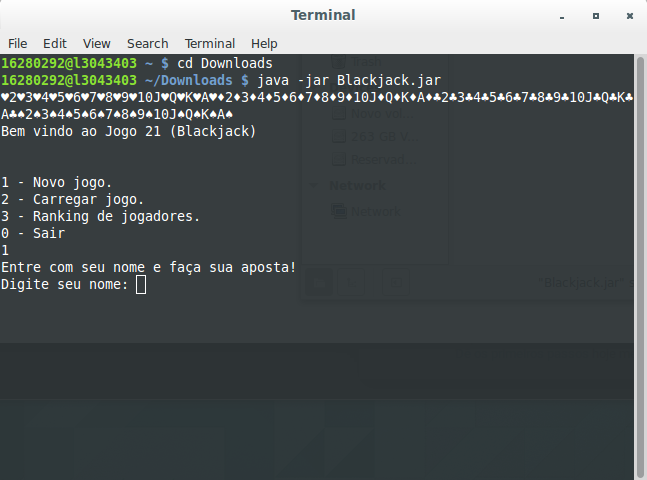 Terminal
File Edit View Search Terminal Help
16280292@l3043403 ~ $ cd Downloads
16280292@l3043403 ~/Downloads $ java -jar Blackjack.jar
♥2♥3♥4♥5♥6♥7♥8♥9♥10J♥Q♥K♥A♥♦2♦3♦4♦5♦6♦7♦8♦9♦10J♦Q♦K♦A♦♣2♣3♣4♣5♣6♣7♣8♣9♣10J♣Q♣K♣
A♣♠2♠3♠4♠5♠6♠7♠8♠9♠10J♠Q♠K♠A♠
Bem vindo ao Jogo 21 (Blackjack)
1 - Novo jogo.
2 - Carregar jogo.
3 - Ranking de jogadores.
0 - Sair
1
Entre com seu nome e faça sua aposta!
Digite seu nome:
Network
Network
"Blackjack.jar"